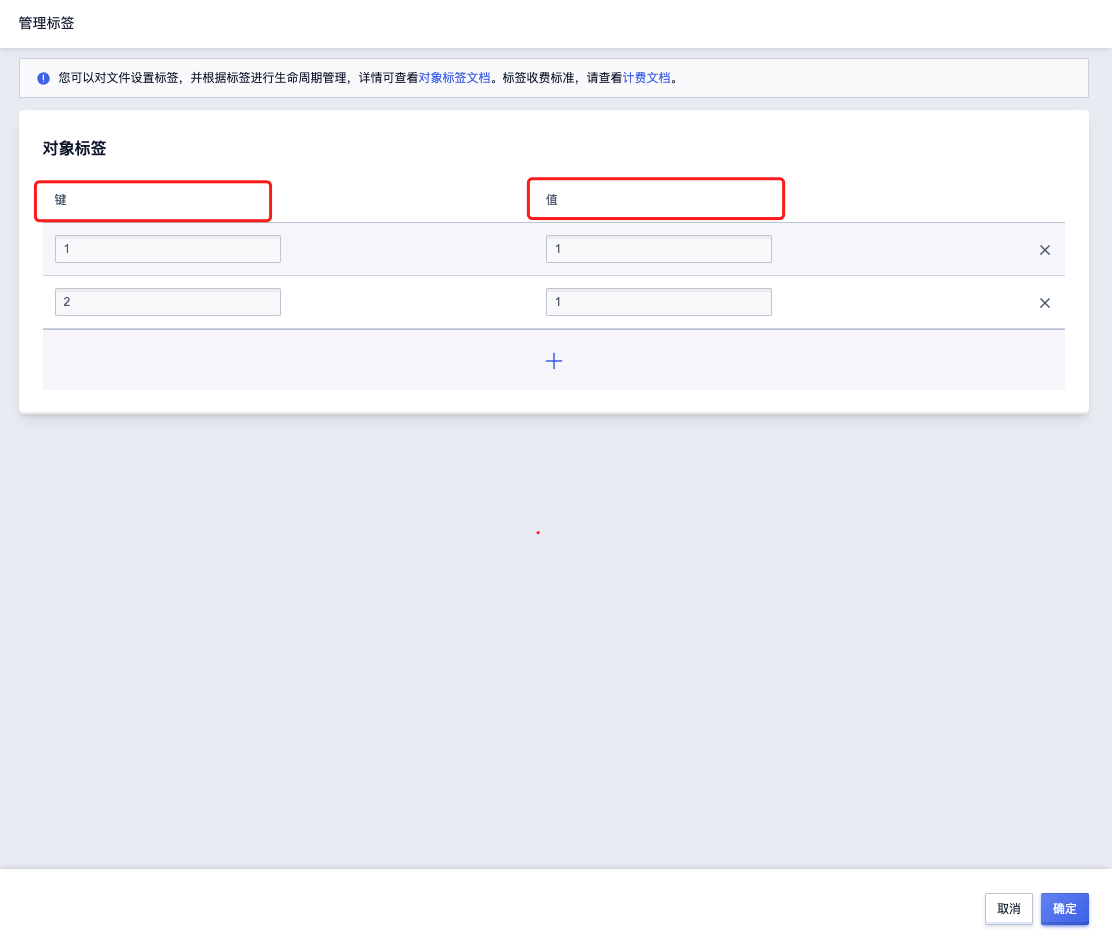 管理标签
您可以对文件设置标签，并根据标签进行生命周期管理，详情可查看对象标签文档。标签收费标准，请查看计费文档。
对象标签
键 值
1 1
2 1
取消 确定